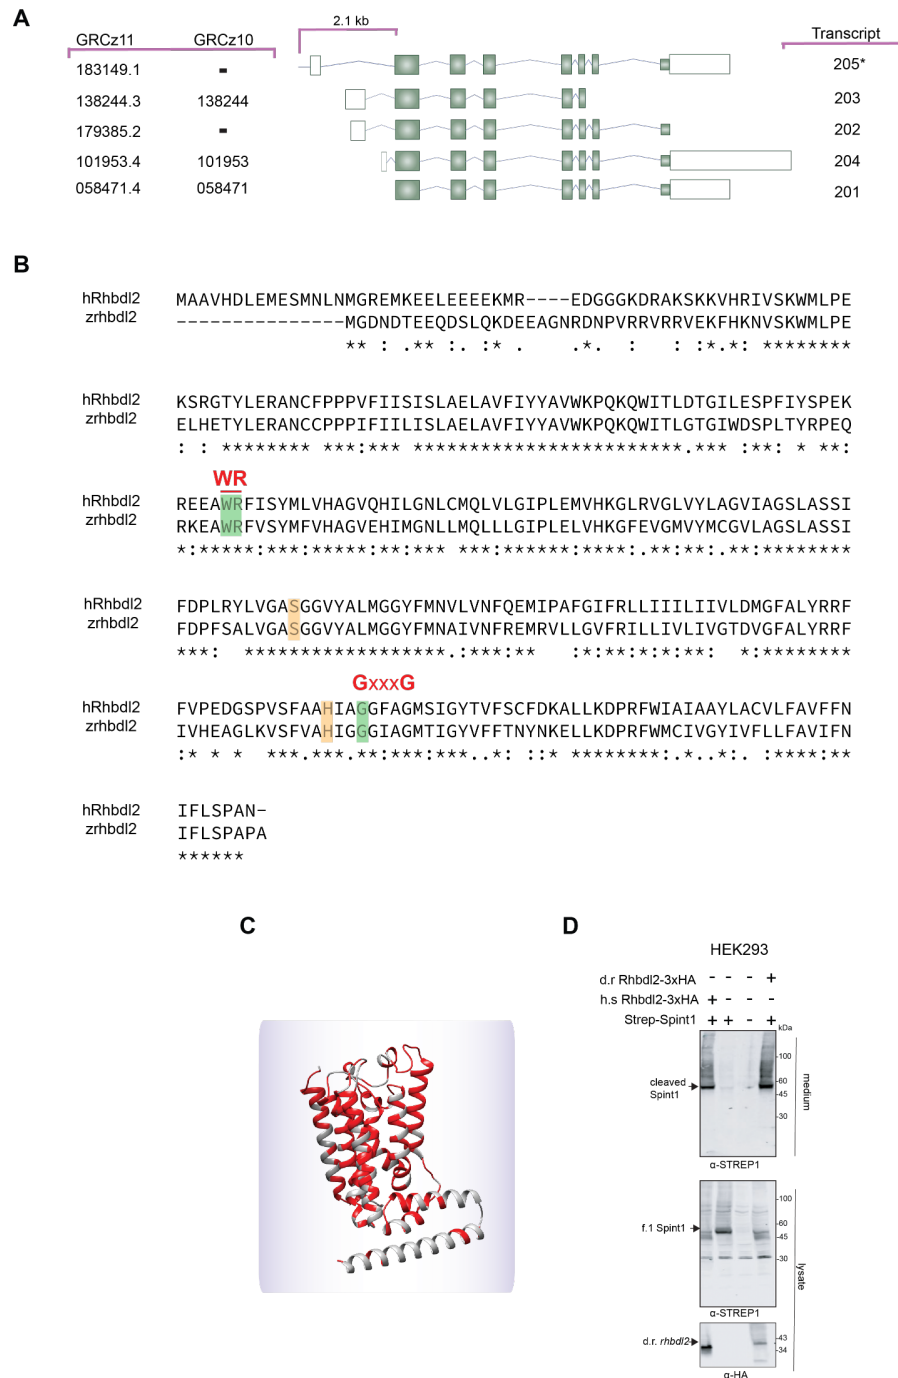 A
2.1 kb
GRCz11 GRCz10 Transcript
183149.1 - 205*
138244.3 138244 203
179385.2 - 202
101953.4 101953 204
058471.4 058471 201
B
hRhbdl2 MAAVHDLEMESMNLNMGREMKEELEEEEKMR----EDGGGKDRAKSKKVHRIVSKWMLPE
zrhbdl2 ---------------MGDNDTEEQDSLQKDEEAGNRDNPVRRVRRVEKFHKNVSKWMLPE
** : .** :. :* . .*. : : :*.*: ********
hRhbdl2 KSRGTYLERANCFPPPVFIISISLAELAVFIYYAVWKPQKQWITLDTGILESPFIYSPEK
zrhbdl2 ELHETYLERANCCPPPIFIILISLAELAVFIYYAVWKPQKQWITLGTGIWDSPLTYRPEQ
: : ******** ***:*** ************************.*** :**: * **:
WR
hRhbdl2 REEAWRFISYMLVHAGVQHILGNLCMQLVLGIPLEMVHKGLRVGLVYLAGVIAGSLASSI
zrhbdl2 RKEAWRFVSYMFVHAGVEHIMGNLLMQLLLGIPLELVHKGFEVGMVYMCGVLAGSLASSI
*:*****:***:*****:**:*** ***:******:****:.**:**:.**:********
hRhbdl2 FDPLRYLVGASGGVYALMGGYFMNVLVNFQEMIPAFGIFRLLIIILIIVLDMGFALYRRF
zrhbdl2 FDPFSALVGASGGVYALMGGYFMNAIVNFREMRVLLGVFRILLIVLIVGTDVGFALYRRF
***: ******************.:***:** :*:**:*:*:**: *:********
GxxxG
hRhbdl2 FVPEDGSPVSFAAHIAGGFAGMSIGYTVFSCFDKALLKDPRFWIAIAAYLACVLFAVFFN
zrhbdl2 IVHEAGLKVSFVAHIGGGIAGMTIGYVFFTNYNKELLKDPRFWMCIVGYIVFLLFAVIFN
:* * * ***.***.**:***:***..*: ::* ********:.*..*:. :****:**
hRhbdl2 IFLSPAN-
zrhbdl2 IFLSPAPA
******
C
D
HEK293
d.r Rhbdl2-3xHA - - - +
h.s Rhbdl2-3xHA + - - -
Strep-Spint1 + + - +
kDa
100
cleaved Spint1
60
45
30
medium
α-STREP1
100
f.1 Spint1
60
45
30
α-STREP1
lysate
d.r. rhbdl2
43
34
α-HA